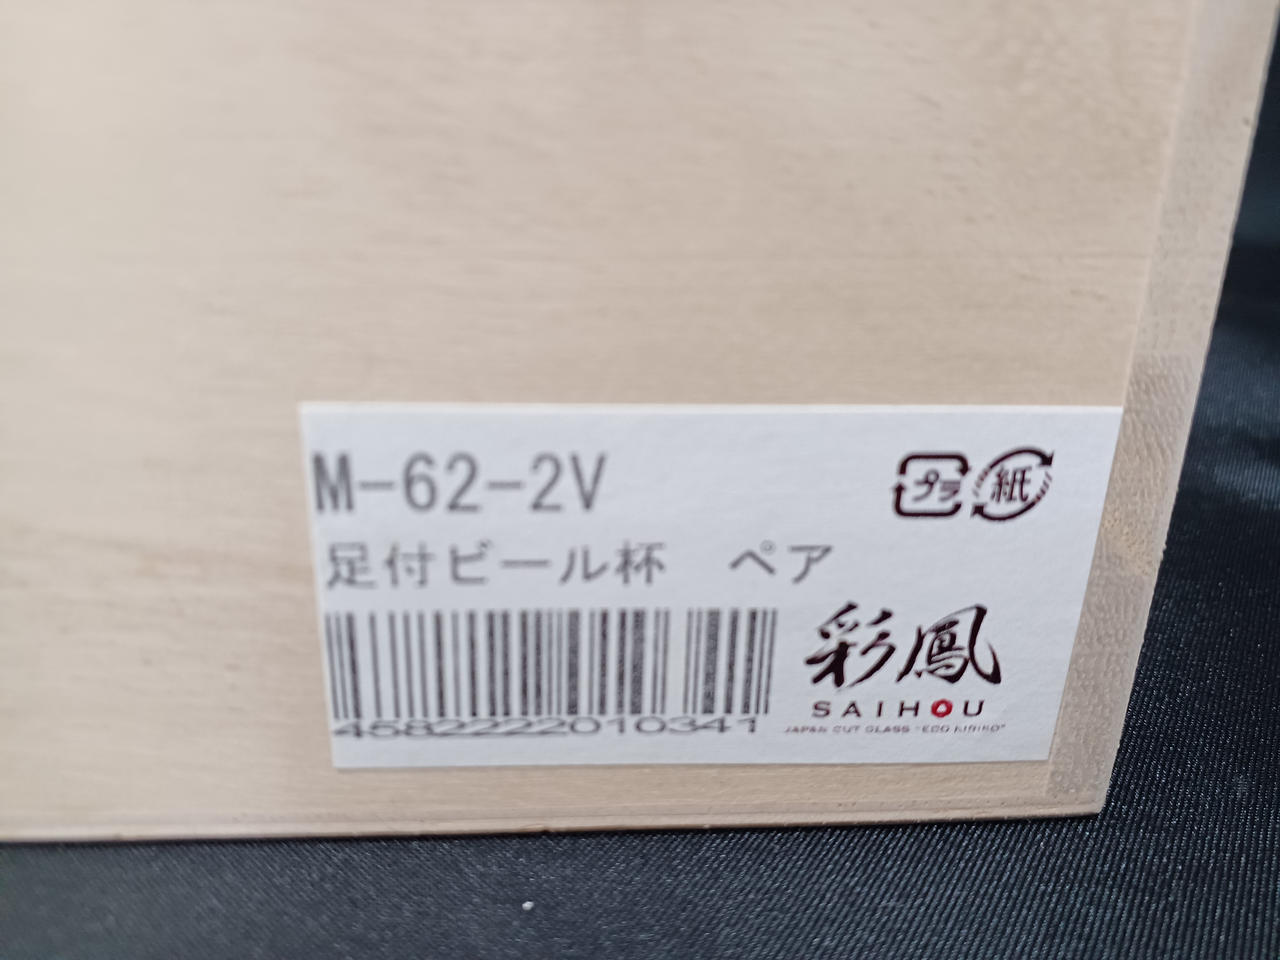 M-62-2V
プラ 紙
足付ビール杯　ペア
4582222010341
彩鳳
SAIHOU
JAPAN CUT GLASS "ECO KIRIKO"